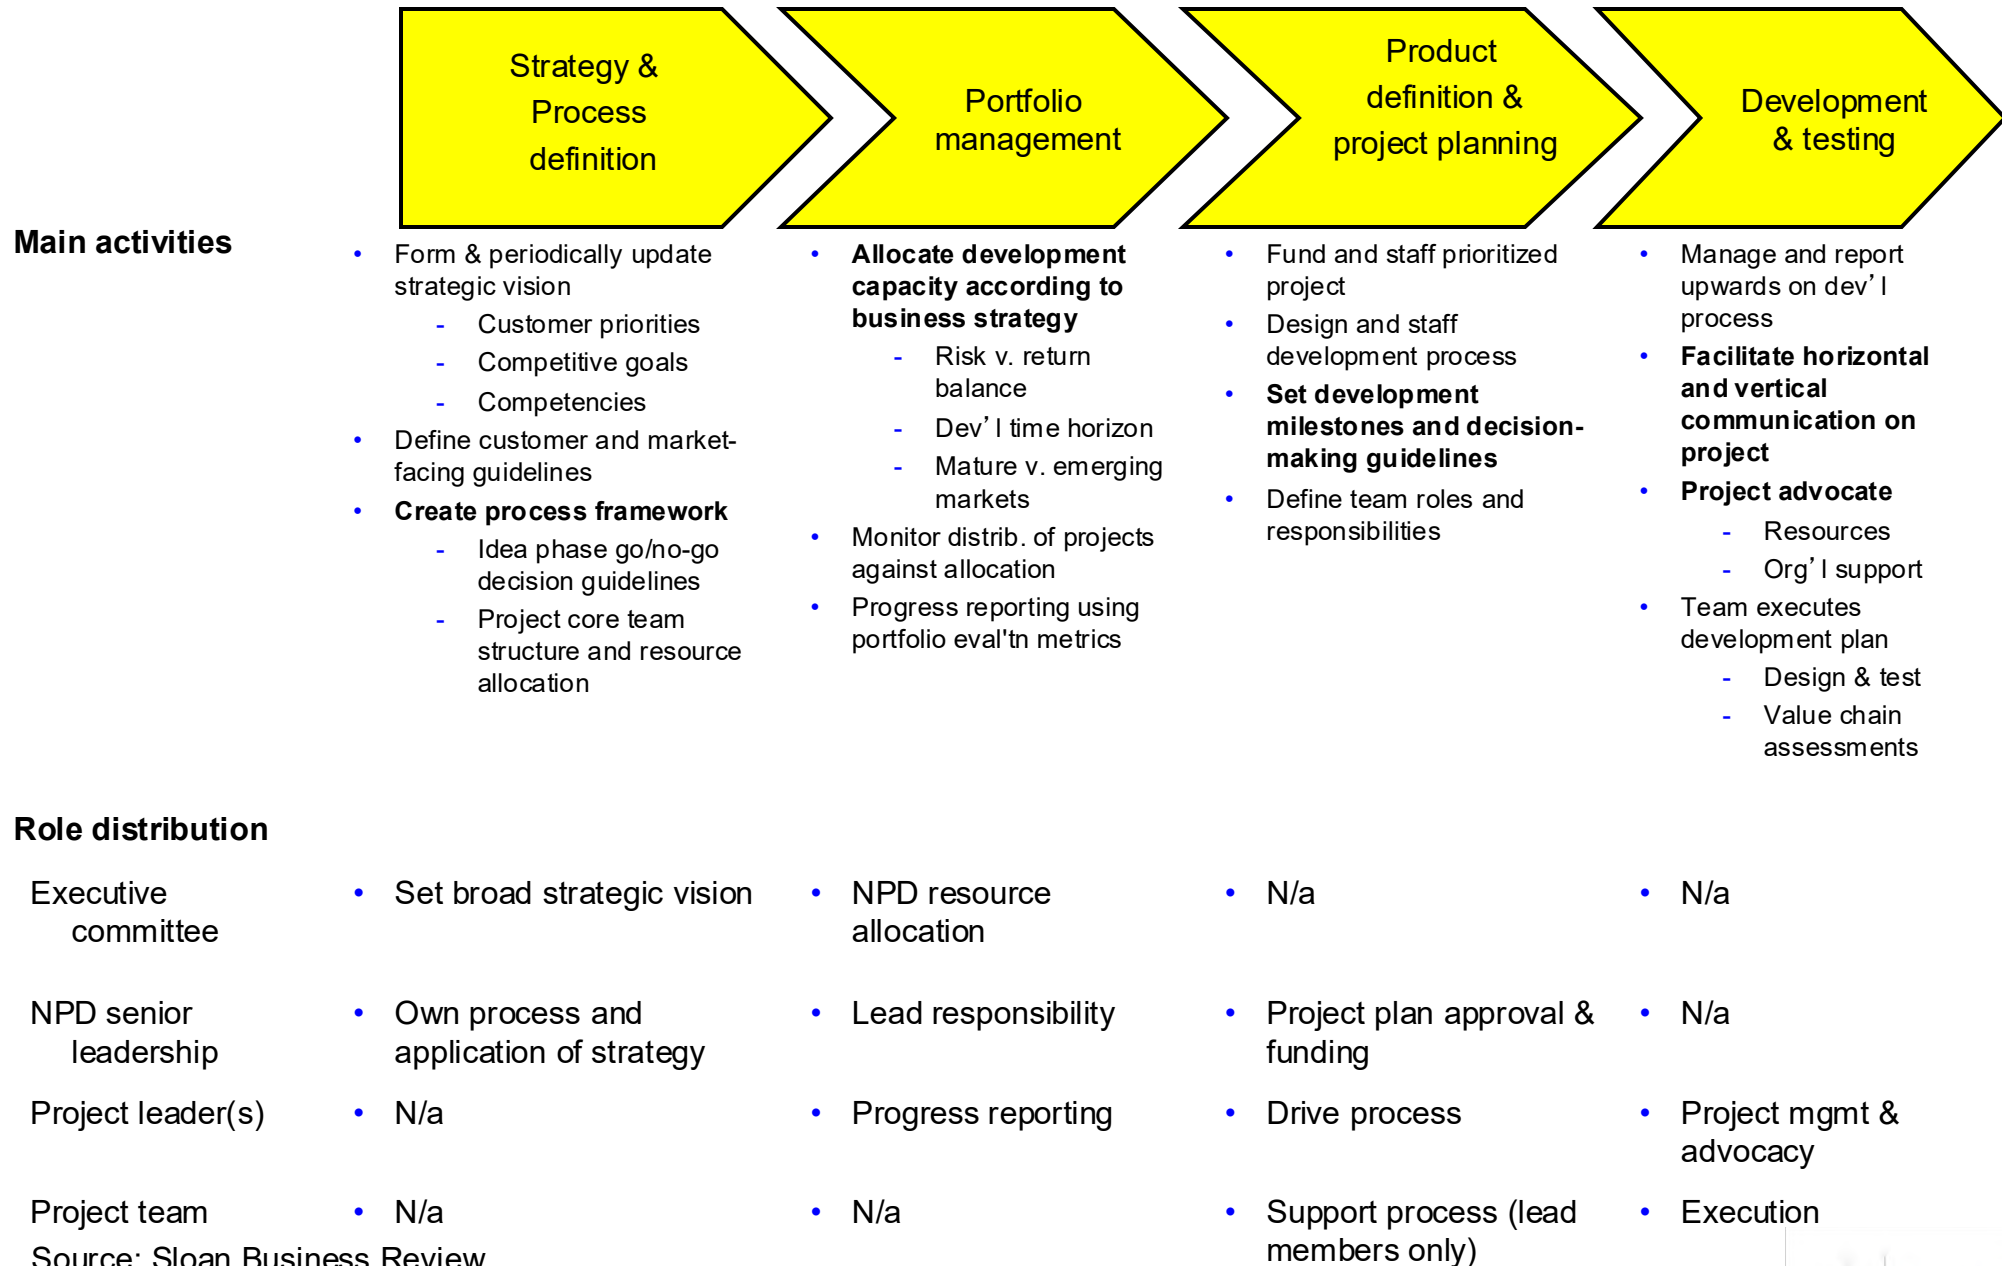 Strategy &
Process
definition
Portfolio
management
Product
definition &
project planning
Development
& testing
Main activities
• Form & periodically update
strategic vision
- Customer priorities
- Competitive goals
- Competencies
• Define customer and market-
facing guidelines
• Create process framework
- Idea phase go/no-go
decision guidelines
- Project core team
structure and resource
allocation
• Allocate development
capacity according to
business strategy
- Risk v. return
balance
- Dev’l time horizon
- Mature v. emerging
markets
• Monitor distrib. of projects
against allocation
• Progress reporting using
portfolio eval'tn metrics
• Fund and staff prioritized
project
• Design and staff
development process
• Set development
milestones and decision-
making guidelines
• Define team roles and
responsibilities
• Manage and report
upwards on dev’l
process
• Facilitate horizontal
and vertical
communication on
project
• Project advocate
- Resources
- Org’l support
• Team executes
development plan
- Design & test
- Value chain
assessments
Role distribution
Executive
committee
• Set broad strategic vision
• NPD resource
allocation
• N/a
• N/a
NPD senior
leadership
• Own process and
application of strategy
• Lead responsibility
• Project plan approval &
funding
• N/a
Project leader(s)
• N/a
• Progress reporting
• Drive process
• Project mgmt &
advocacy
Project team
• N/a
• N/a
• Support process (lead
members only)
• Execution
Source: Sloan Business Review